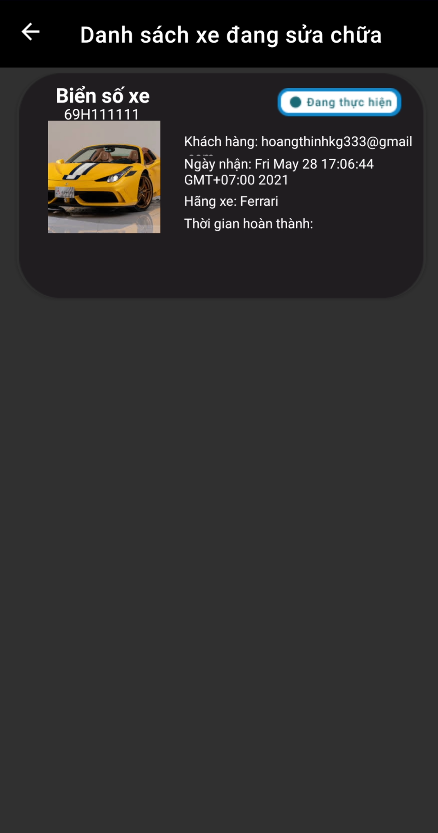 Danh sách xe đang sửa chữa
Biển số xe
69H111111
Đang thực hiện
Khách hàng: hoangthinhkg333@gmail
Ngày nhận: Fri May 28 17:06:44
GMT+07:00 2021
Hãng xe: Ferrari
Thời gian hoàn thành: